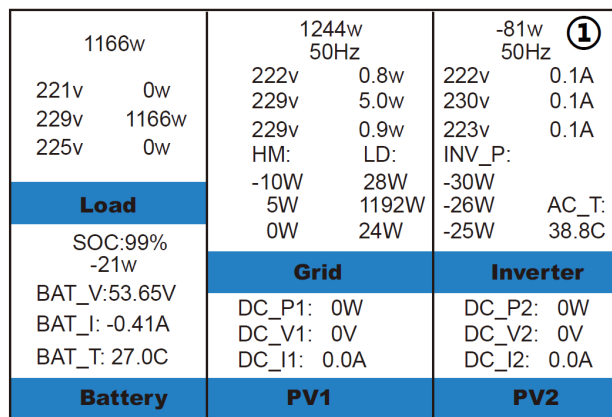 1166w
221v 0w
229v 1166w
225v 0w
Load
1244w
50Hz
222v 0.8w
229v 5.0w
229v 0.9w
HM: LD:
-10W 28W
5W 1192W
0W 24W
Grid
-81w ①
50Hz
222v 0.1A
230v 0.1A
223v 0.1A
INV_P:
-30W
-26W AC_T:
-25W 38.8C
Inverter
SOC:99%
-21w
BAT_V:53.65V
BAT_I: -0.41A
BAT_T: 27.0C
Battery
DC_P1: 0W
DC_V1: 0V
DC_I1: 0.0A
PV1
DC_P2: 0W
DC_V2: 0V
DC_I2: 0.0A
PV2